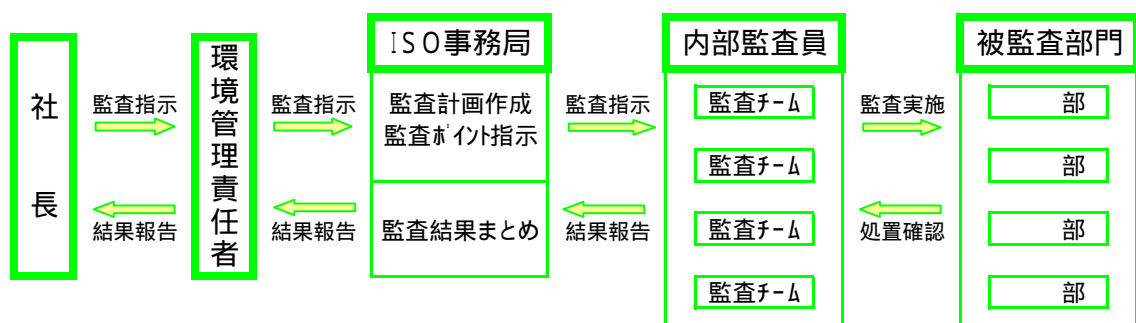 社長
監査指示
結果報告
環境管理責任者
監査指示
結果報告
ISO事務局
監査計画作成
監査ﾎﾟｲﾝﾄ指示
監査結果まとめ
監査指示
結果報告
内部監査員
監査ﾁｰﾑ
監査ﾁｰﾑ
監査ﾁｰﾑ
監査ﾁｰﾑ
監査実施
処置確認
被監査部門
部
部
部
部